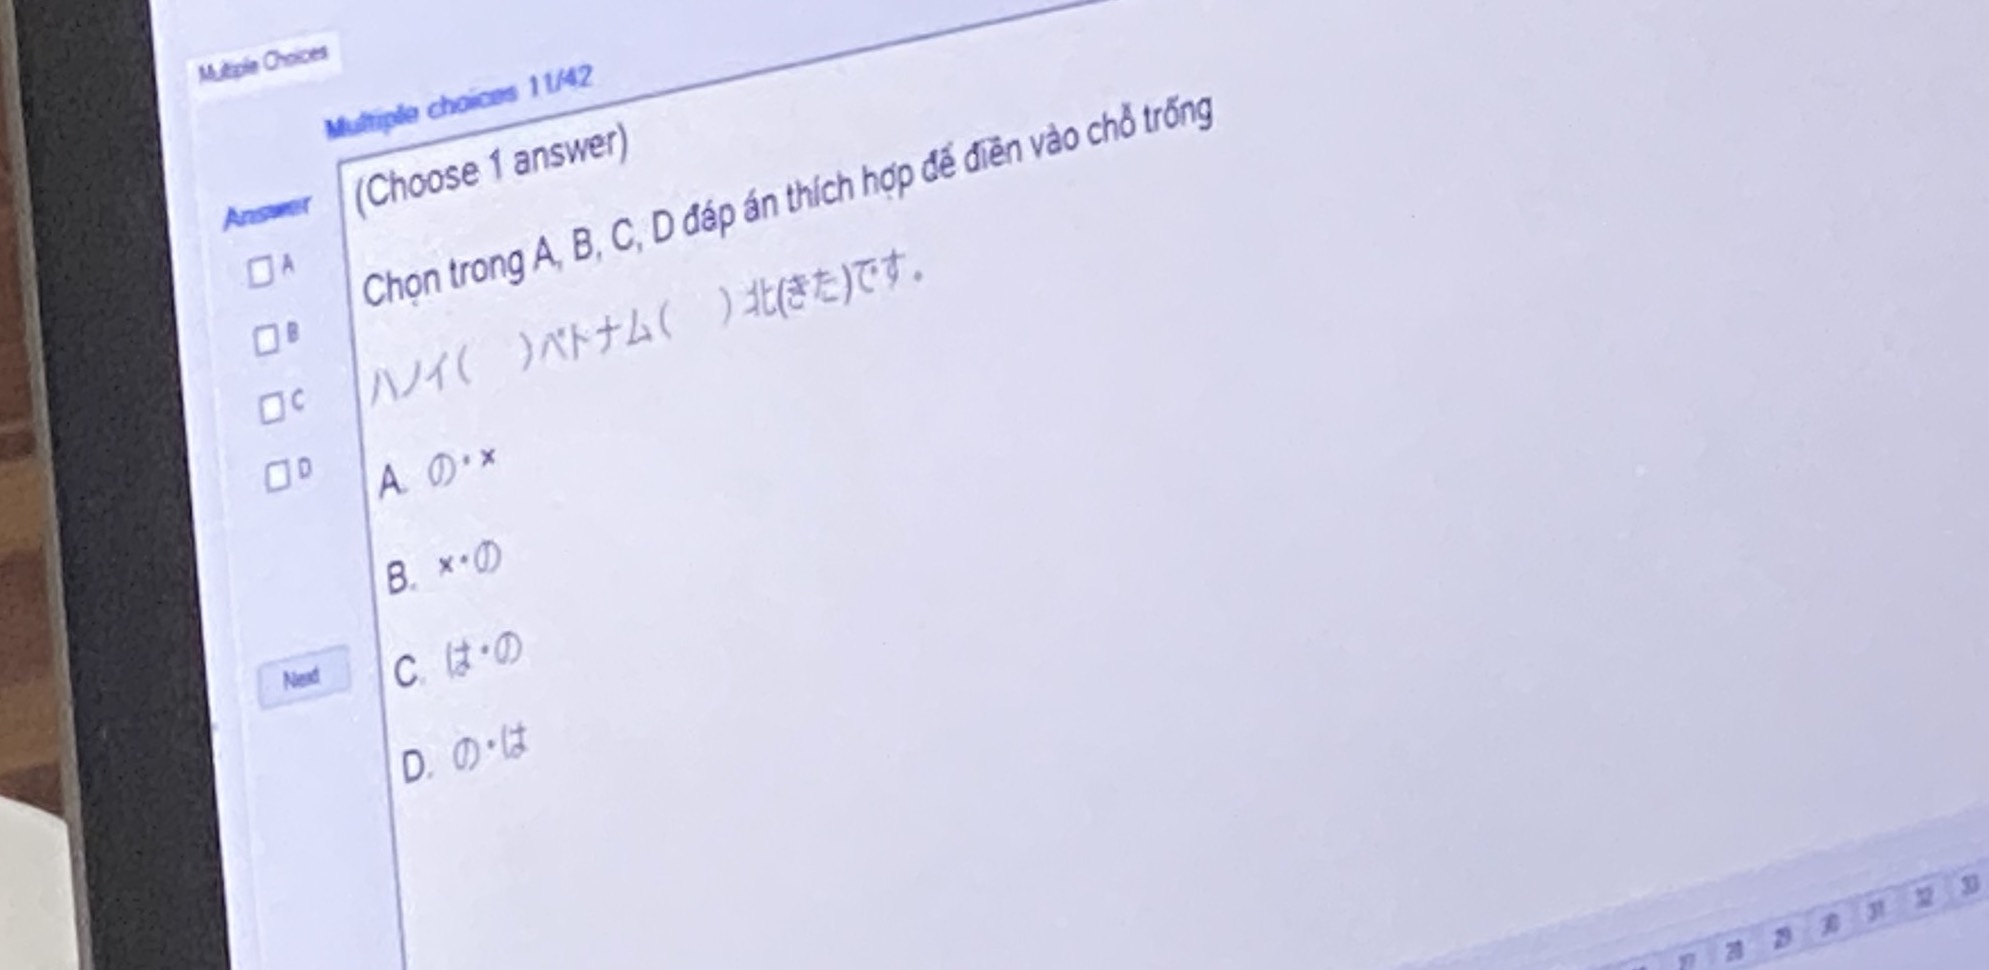 Multiple Choices
Multiple choices 11/42
Answer
(Choose 1 answer)
Chọn trong A, B, C, D đáp án thích hợp để điền vào chỗ trống
ハノイ( )ベトナム( )北(きた)です。
A
B
C
D
A. の・×
B. ×・の
C. は・の
D. の・は
Next
27 28 29 30 31 32 33